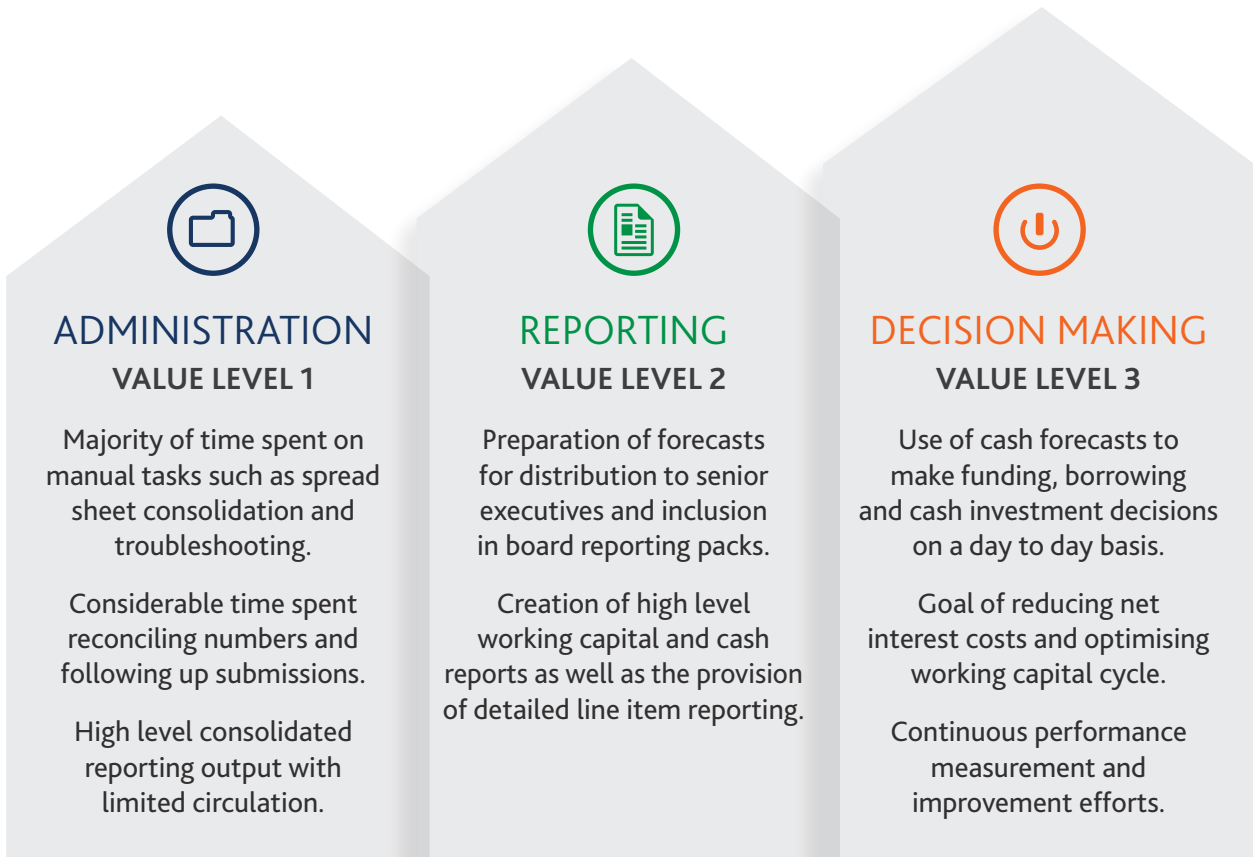 ADMINISTRATION
VALUE LEVEL 1
Majority of time spent on
manual tasks such as spread
sheet consolidation and
troubleshooting.
Considerable time spent
reconciling numbers and
following up submissions.
High level consolidated
reporting output with
limited circulation.
REPORTING
VALUE LEVEL 2
Preparation of forecasts
for distribution to senior
executives and inclusion
in board reporting packs.
Creation of high level
working capital and cash
reports as well as the provision
of detailed line item reporting.
DECISION MAKING
VALUE LEVEL 3
Use of cash forecasts to
make funding, borrowing
and cash investment decisions
on a day to day basis.
Goal of reducing net
interest costs and optimising
working capital cycle.
Continuous performance
measurement and
improvement efforts.